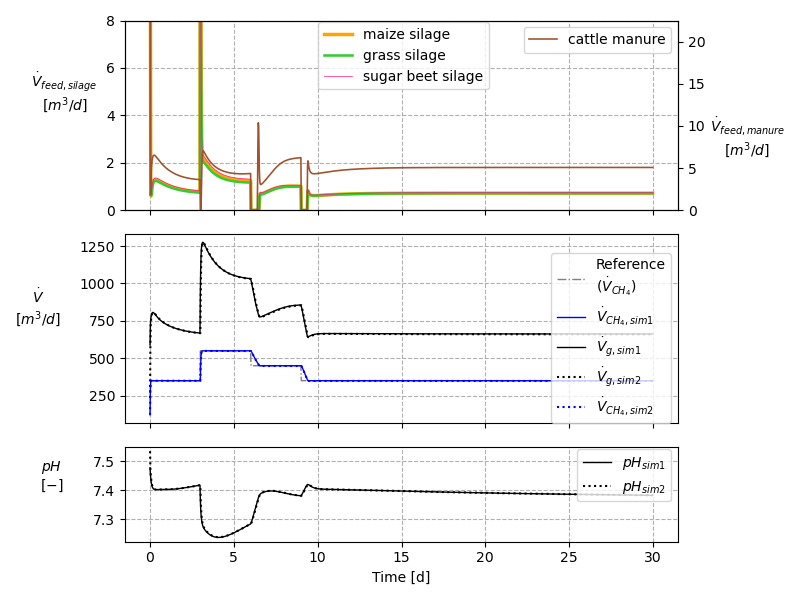 8
6
4
2
0
V̇feed,silage
[m³/d]
maize silage
grass silage
sugar beet silage
cattle manure
20
15
10
5
0
V̇feed,manure
[m³/d]
1250
1000
750
500
250
V̇
[m³/d]
Reference
(V̇CH₄)
V̇CH₄,sim1
V̇g,sim1
V̇g,sim2
V̇CH₄,sim2
7.5
7.4
7.3
pH
[−]
pHsim1
pHsim2
0 5 10 15 20 25 30
Time [d]